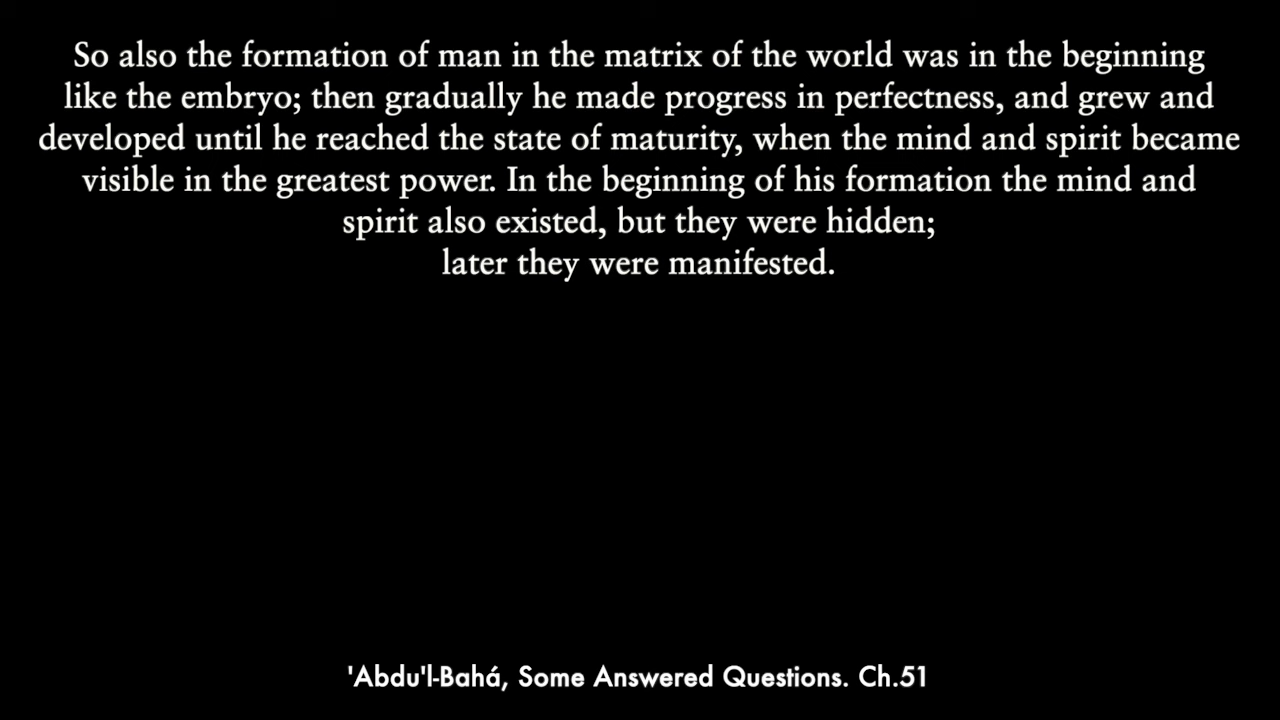 So also the formation of man in the matrix of the world was in the beginning
like the embryo; then gradually he made progress in perfectness, and grew and
developed until he reached the state of maturity, when the mind and spirit became
visible in the greatest power. In the beginning of his formation the mind and
spirit also existed, but they were hidden;
later they were manifested.
'Abdu'l-Bahá, Some Answered Questions. Ch.51